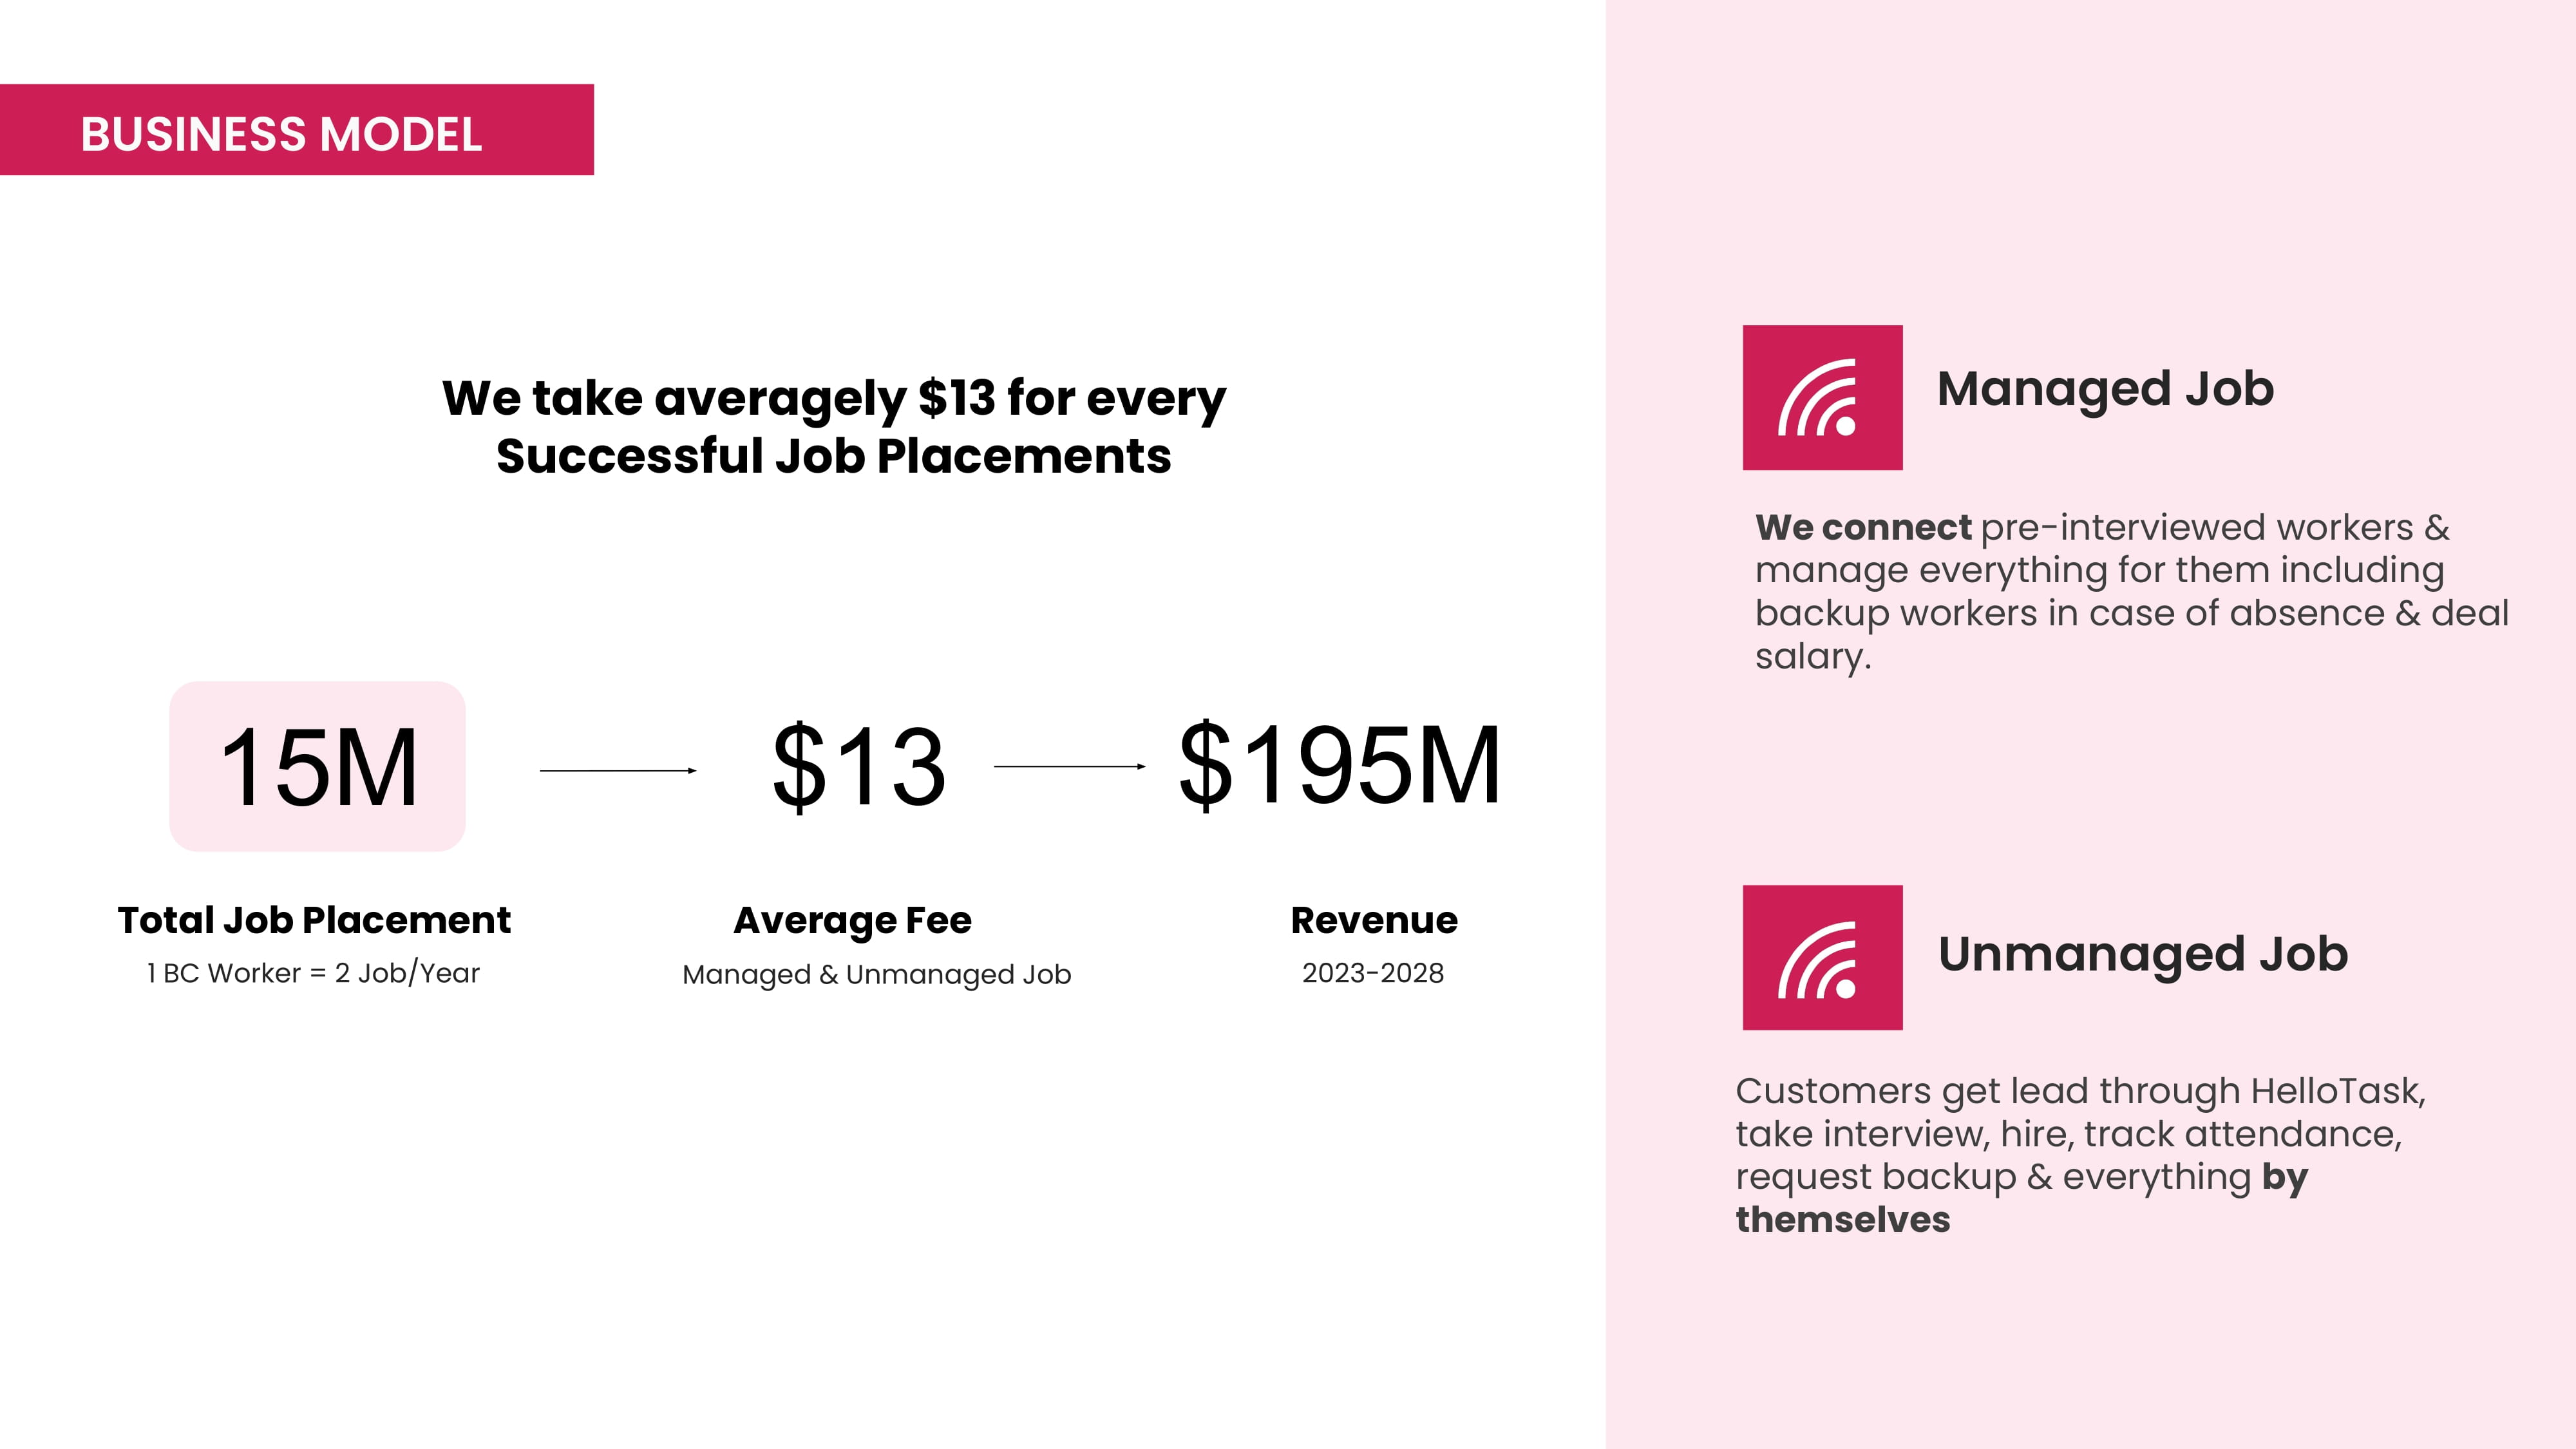 BUSINESS MODEL
We take averagely $13 for every
Successful Job Placements
15M
$13
$195M
Total Job Placement
1 BC Worker = 2 Job/Year
Average Fee
Managed & Unmanaged Job
Revenue
2023-2028
Managed Job
We connect pre-interviewed workers &
manage everything for them including
backup workers in case of absence & deal
salary.
Unmanaged Job
Customers get lead through HelloTask,
take interview, hire, track attendance,
request backup & everything by
themselves